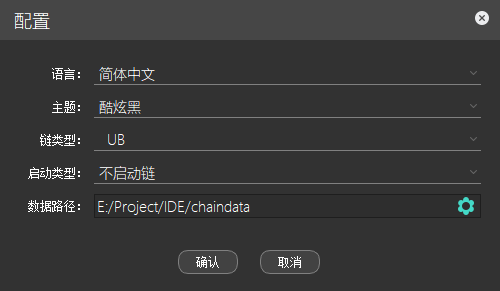 配置
语言： 简体中文
主题： 酷炫黑
链类型： UB
启动类型： 不启动链
数据路径： E:/Project/IDE/chaindata
确认 取消